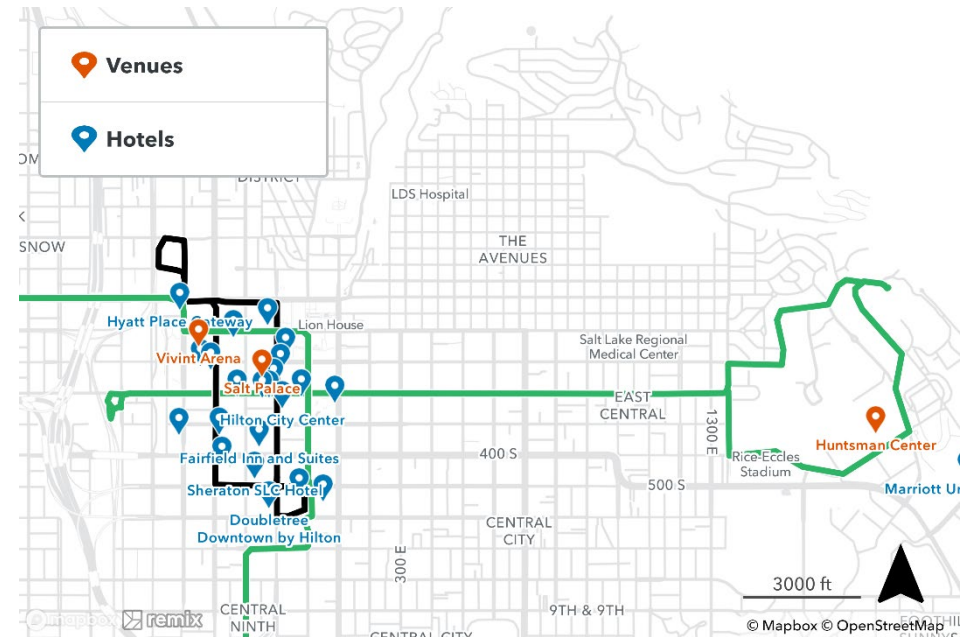 Venues
Hotels
DISTRICT
LDS Hospital
SNOW
THE
AVENUES
Hyatt Place Gateway
Lion House
Vivint Arena
Salt Lake Regional
Medical Center
Salt Palace
EAST
CENTRAL
1300 E
Hilton City Center
Huntsman Center
Fairfield Inn and Suites
400 S
Rice-Eccles
Stadium
Sheraton SLC Hotel
500 S
Marriott Un
Doubletree
Downtown by Hilton
CENTRAL
CITY
300 E
3000 ft
CENTRAL
NINTH
9TH & 9TH
mapbox remix
© Mapbox © OpenStreetMap